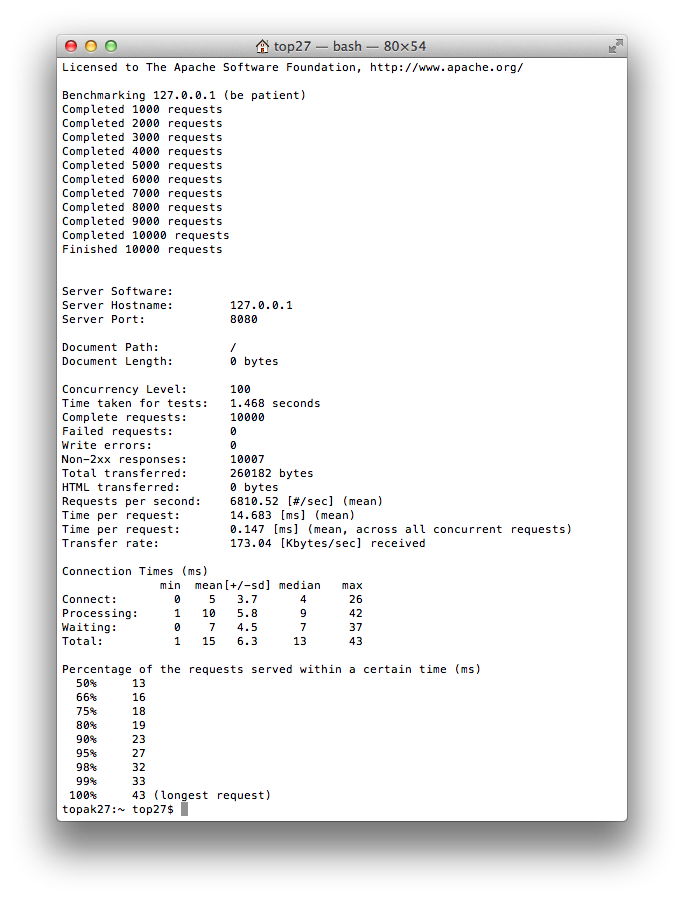 top27 — bash — 80×54
Licensed to The Apache Software Foundation, http://www.apache.org/
Benchmarking 127.0.0.1 (be patient)
Completed 1000 requests
Completed 2000 requests
Completed 3000 requests
Completed 4000 requests
Completed 5000 requests
Completed 6000 requests
Completed 7000 requests
Completed 8000 requests
Completed 9000 requests
Completed 10000 requests
Finished 10000 requests
Server Software:
Server Hostname:        127.0.0.1
Server Port:            8080
Document Path:          /
Document Length:        0 bytes
Concurrency Level:      100
Time taken for tests:   1.468 seconds
Complete requests:      10000
Failed requests:        0
Write errors:           0
Non-2xx responses:      10007
Total transferred:      260182 bytes
HTML transferred:       0 bytes
Requests per second:    6810.52 [#/sec] (mean)
Time per request:       14.683 [ms] (mean)
Time per request:       0.147 [ms] (mean, across all concurrent requests)
Transfer rate:          173.04 [Kbytes/sec] received
Connection Times (ms)
              min  mean[+/-sd] median   max
Connect:        0    5   3.7      4      26
Processing:     1   10   5.8      9      42
Waiting:        0    7   4.5      7      37
Total:          1   15   6.3     13      43
Percentage of the requests served within a certain time (ms)
  50%     13
  66%     16
  75%     18
  80%     19
  90%     23
  95%     27
  98%     32
  99%     33
 100%     43 (longest request)
topak27:~ top27$